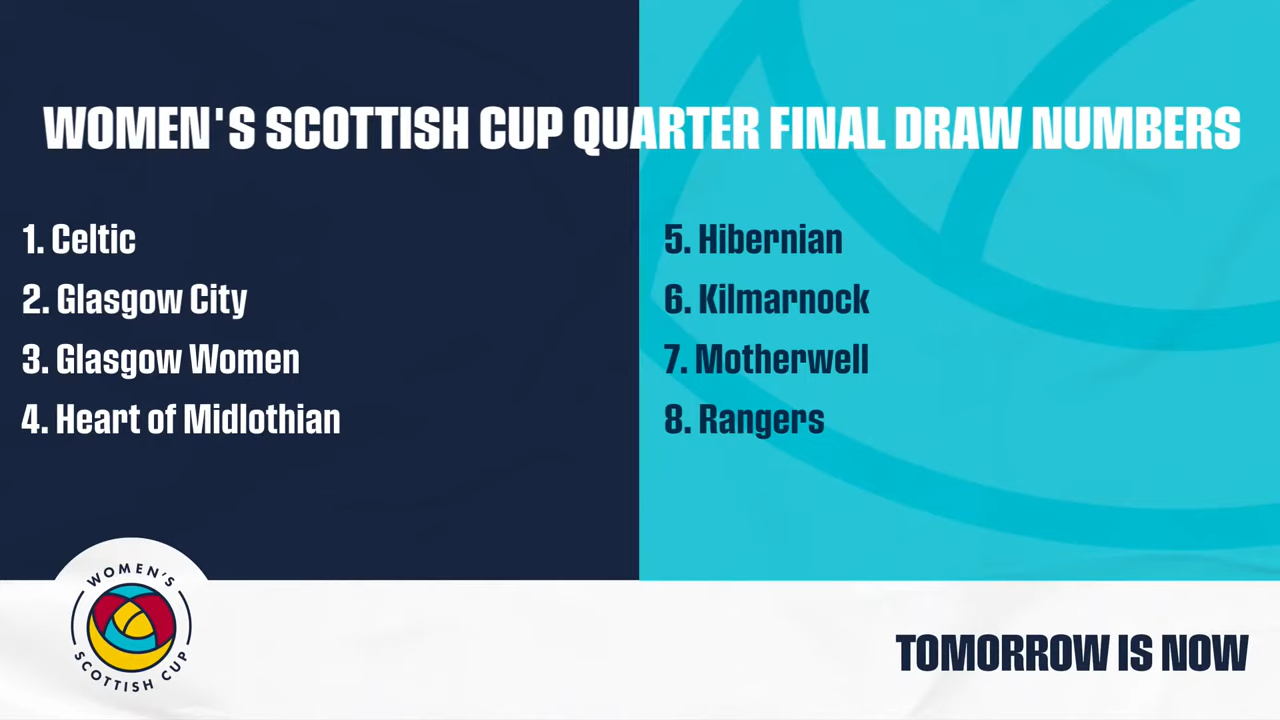 WOMEN'S SCOTTISH CUP QUARTER FINAL DRAW NUMBERS
1. Celtic
2. Glasgow City
3. Glasgow Women
4. Heart of Midlothian
5. Hibernian
6. Kilmarnock
7. Motherwell
8. Rangers
WOMEN'S
SCOTTISH CUP
TOMORROW IS NOW